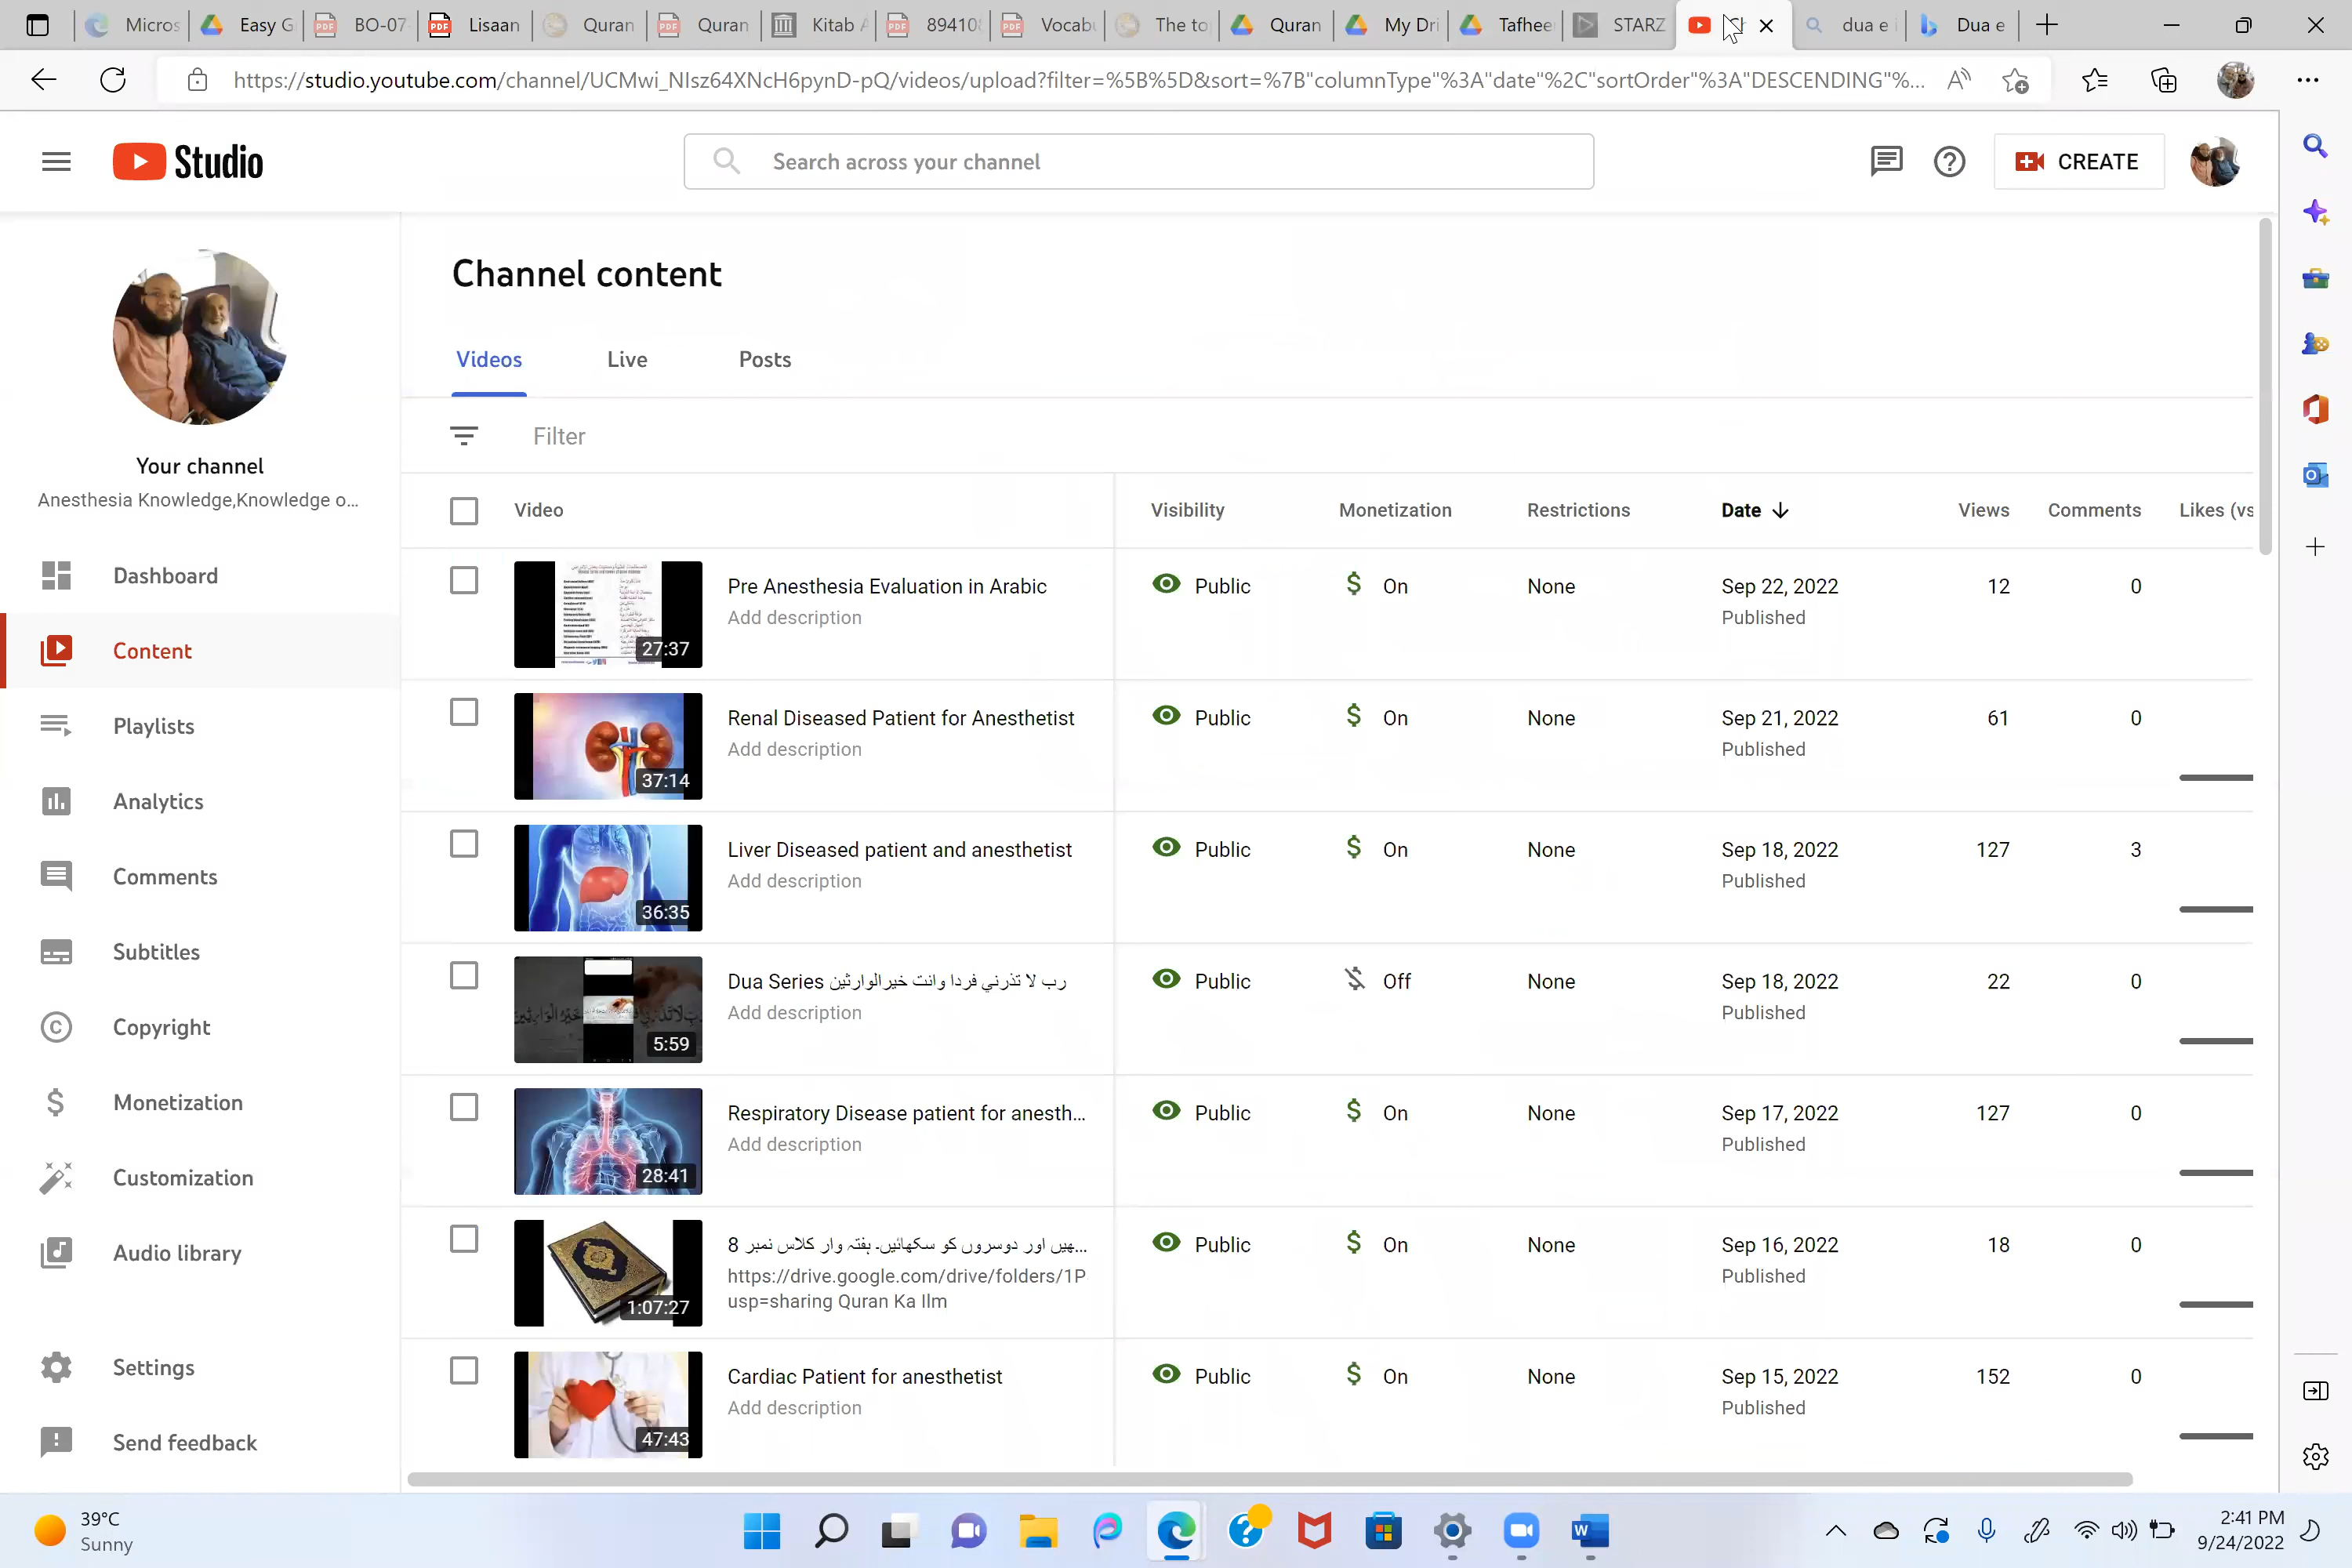 Micros
Easy G
BO-07
Lisaan
Quran
Quran
Kitab
89410
Vocab
The to
Quran
My Dri
Tafhee
STARZ
dua e
Dua e
https://studio.youtube.com/channel/UCMwi_NIsz64XNcH6pynD-pQ/videos/upload?filter=%5B%5D&sort=%7B"columnType"%3A"date"%2C"sortOrder"%3A"DESCENDING"%...
Studio
Search across your channel
CREATE
Your channel
Anesthesia Knowledge,Knowledge o...
Dashboard
Content
Playlists
Analytics
Comments
Subtitles
Copyright
Monetization
Customization
Audio library
Settings
Send feedback
Channel content
Videos Live Posts
Filter
Video Visibility Monetization Restrictions Date Views Comments Likes (vs
Pre Anesthesia Evaluation in Arabic Public On None Sep 22, 2022 12 0
Add description Published
27:37
Renal Diseased Patient for Anesthetist Public On None Sep 21, 2022 61 0
Add description Published
37:14
Liver Diseased patient and anesthetist Public On None Sep 18, 2022 127 3
Add description Published
36:35
Dua Series رب لا تذرني فردا وانت خيرالوارثين Public Off None Sep 18, 2022 22 0
Add description Published
5:59
Respiratory Disease patient for anesth... Public On None Sep 17, 2022 127 0
Add description Published
28:41
...ھیں اور دوسروں کو سکھائیں۔ ہفتہ وار کلاس نمبر 8 Public On None Sep 16, 2022 18 0
https://drive.google.com/drive/folders/1P Published
usp=sharing Quran Ka Ilm
1:07:27
Cardiac Patient for anesthetist Public On None Sep 15, 2022 152 0
Add description Published
47:43
39°C
Sunny
2:41 PM
9/24/2022